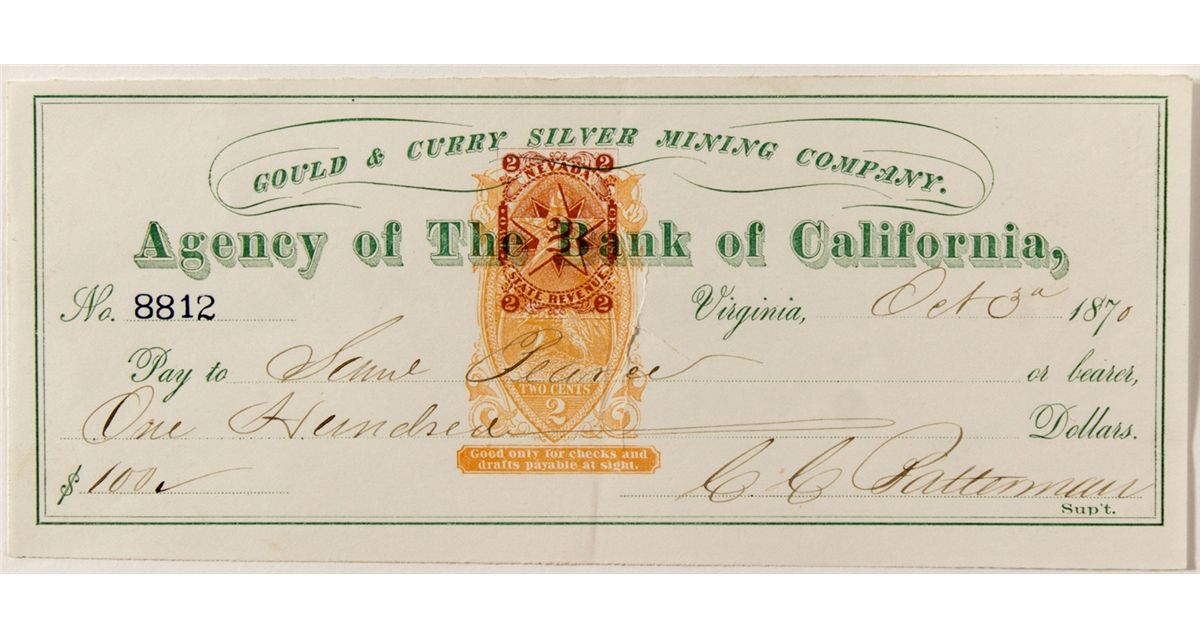 GOULD & CURRY SILVER MINING COMPANY.
2 NEVADA 2
Agency of The Bank of California,
STATE REVENUE
2 2
No. 8812 Virginia, Oct 3d 1870
Pay to or bearer,
TWO CENTS
2
One Hundred Dollars.
Good only for checks and
drafts payable at sight.
$ 100 C C Batterman
Sup't.